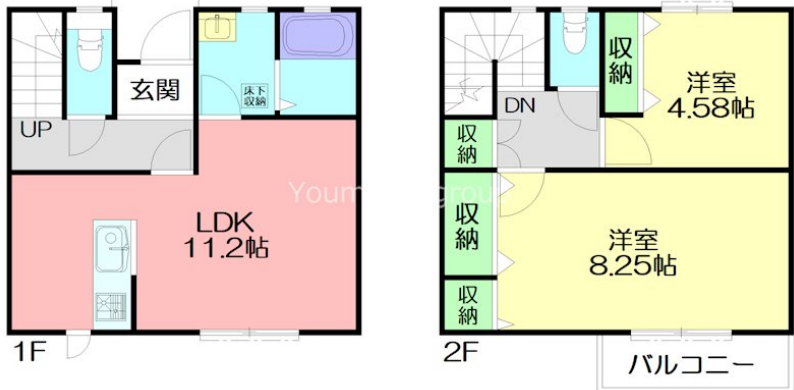 玄関
床下
収納
UP
LDK
11.2帖
1F
収納
洋室
4.58帖
DN
収納
収納
洋室
8.25帖
収納
2F
バルコニー